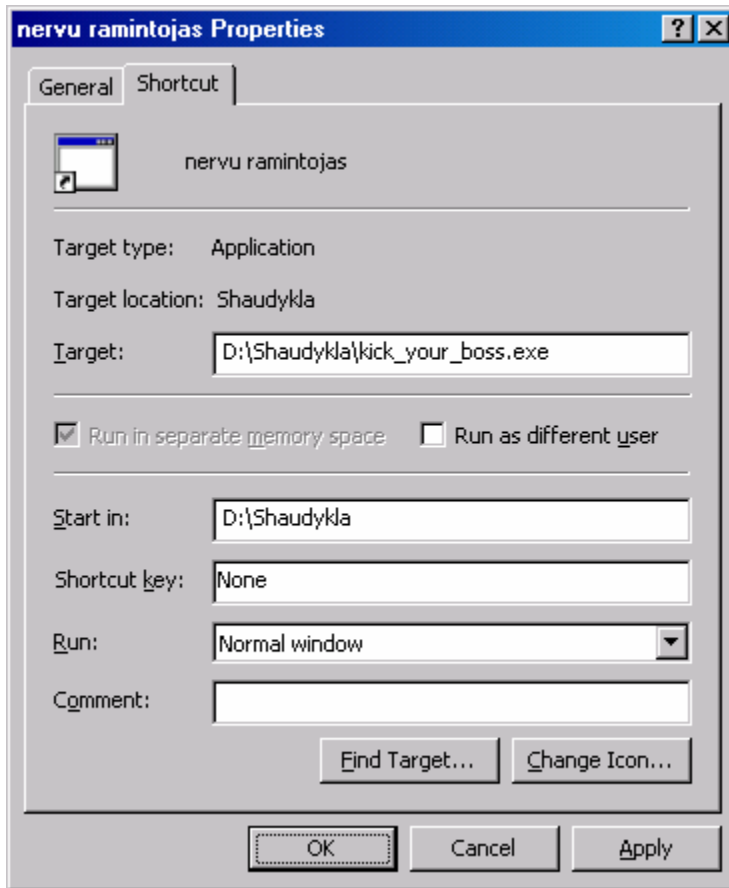 nervu ramintojas Properties
General Shortcut
nervu ramintojas
Target type: Application
Target location: Shaudykla
Target: D:\Shaudykla\kick_your_boss.exe
Run in separate memory space Run as different user
Start in: D:\Shaudykla
Shortcut key: None
Run: Normal window
Comment:
Find Target... Change Icon...
OK Cancel Apply